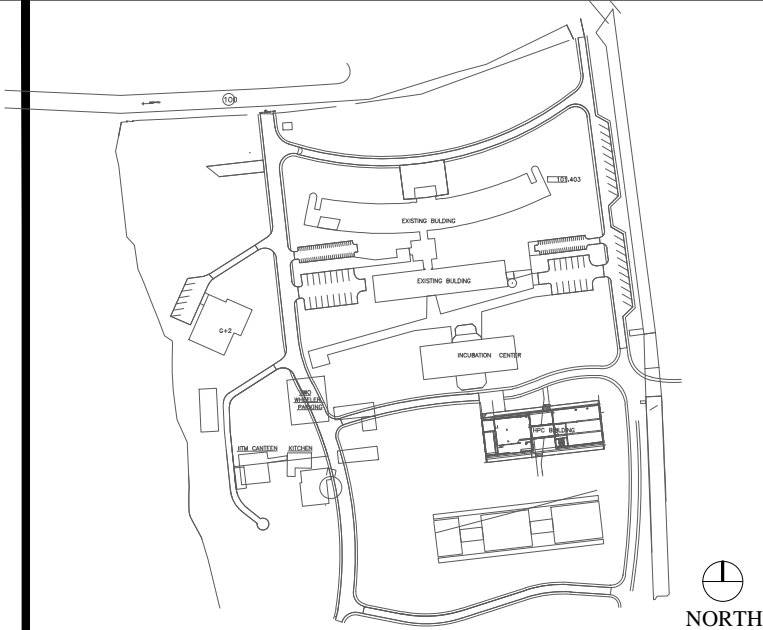 100
101.403
EXISTING BUILDING
EXISTING BUILDING
G+2
INCUBATION CENTER
TWO
WHEELER
PARKING
HPC BUILDING
IITM CANTEEN
KITCHEN
NORTH